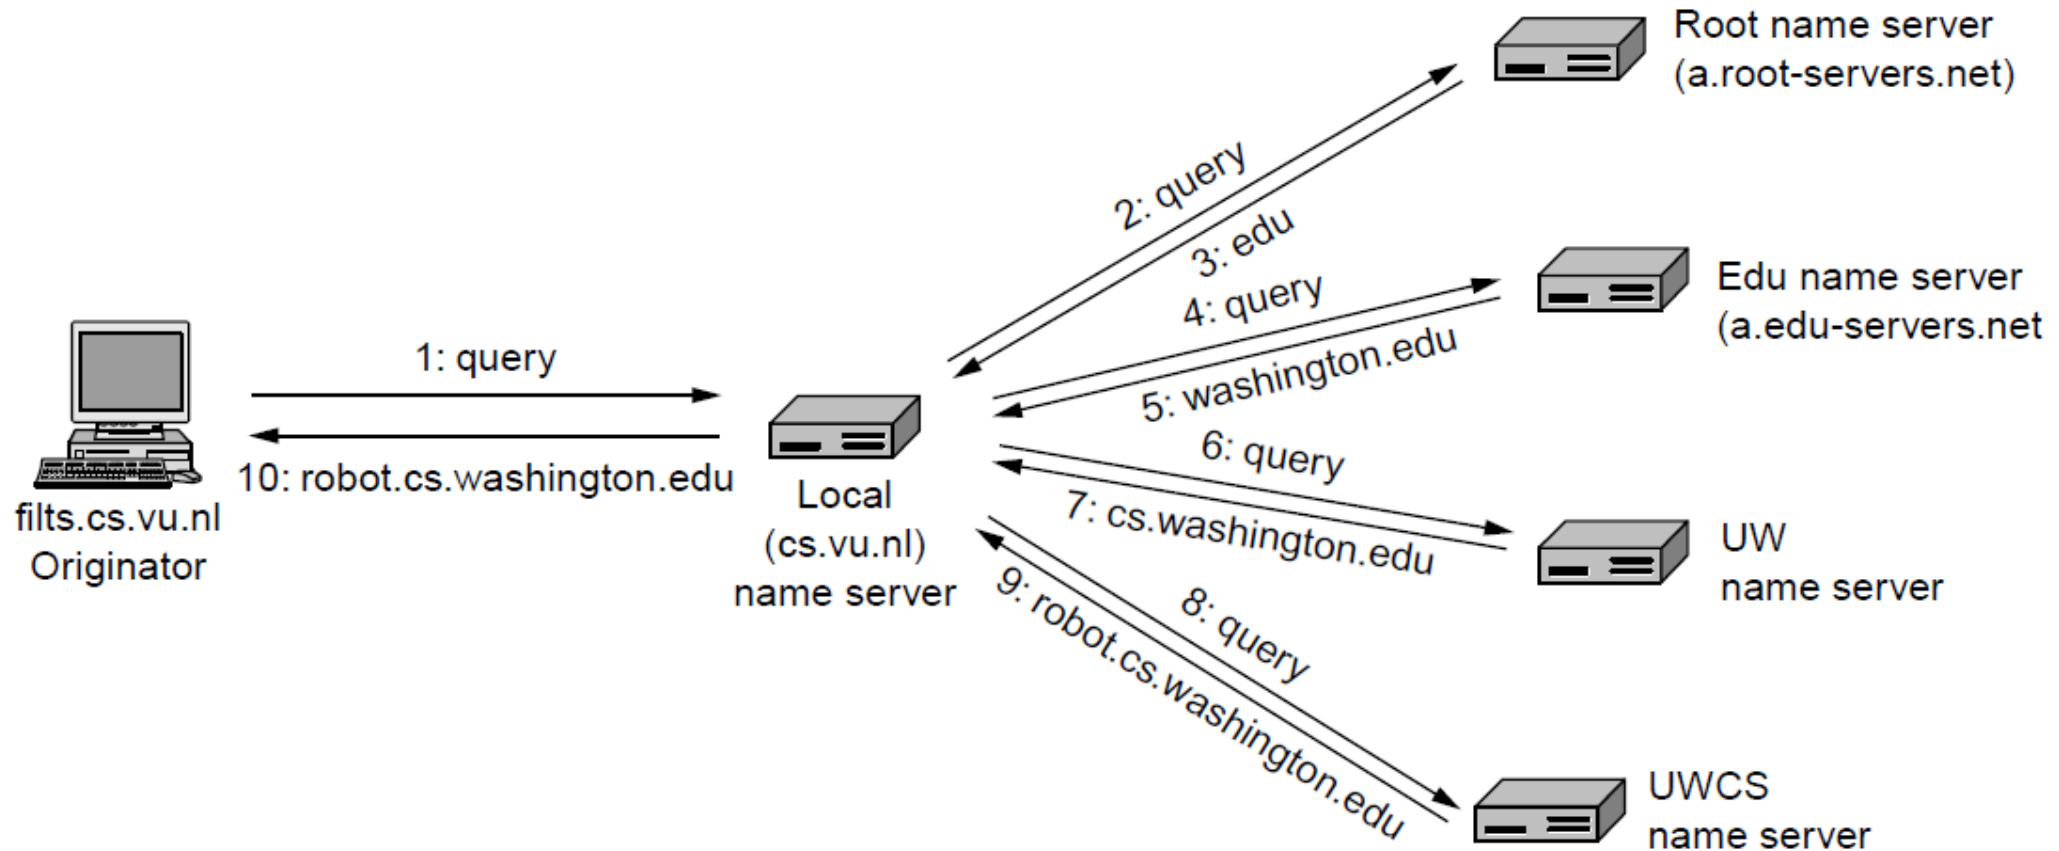 Root name server
(a.root-servers.net)
2: query
3: edu
4: query
Edu name server
(a.edu-servers.net
5: washington.edu
1: query
10: robot.cs.washington.edu
filts.cs.vu.nl
Originator
Local
(cs.vu.nl)
name server
6: query
7: cs.washington.edu
UW
name server
8: query
9: robot.cs.washington.edu
UWCS
name server